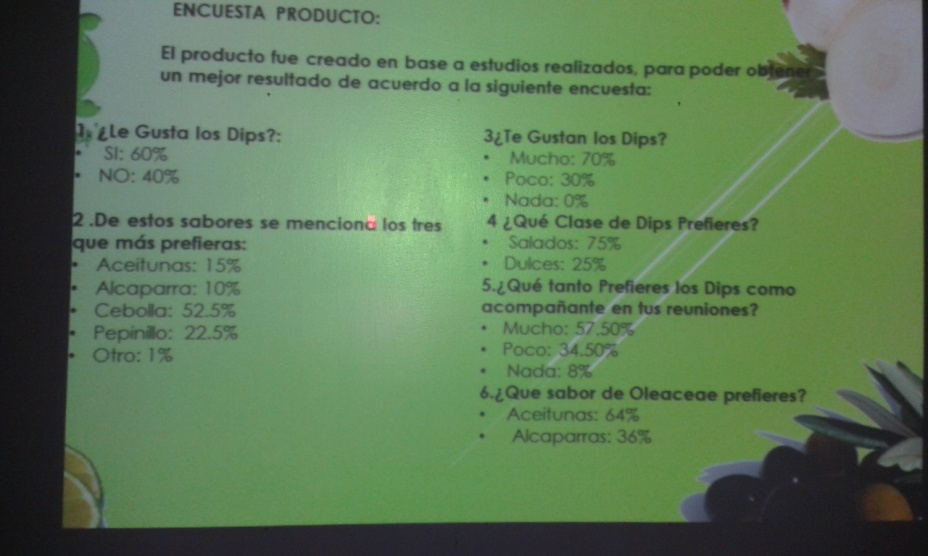 ENCUESTA PRODUCTO:
El producto fue creado en base a estudios realizados, para poder obtener
un mejor resultado de acuerdo a la siguiente encuesta:
1. ¿Le Gusta los Dips?:
• SI: 60%
• NO: 40%
2 .De estos sabores se menciona los tres
que más prefieras:
• Aceitunas: 15%
• Alcaparra: 10%
• Cebolla: 52.5%
• Pepinillo: 22.5%
• Otro: 1%
3¿Te Gustan los Dips?
• Mucho: 70%
• Poco: 30%
• Nada: 0%
4 ¿Qué Clase de Dips Prefieres?
• Salados: 75%
• Dulces: 25%
5.¿Qué tanto Prefieres los Dips como
acompañante en tus reuniones?
• Mucho: 57.50%
• Poco: 34.50%
• Nada: 8%
6.¿Que sabor de Oleaceae prefieres?
• Aceitunas: 64%
• Alcaparras: 36%